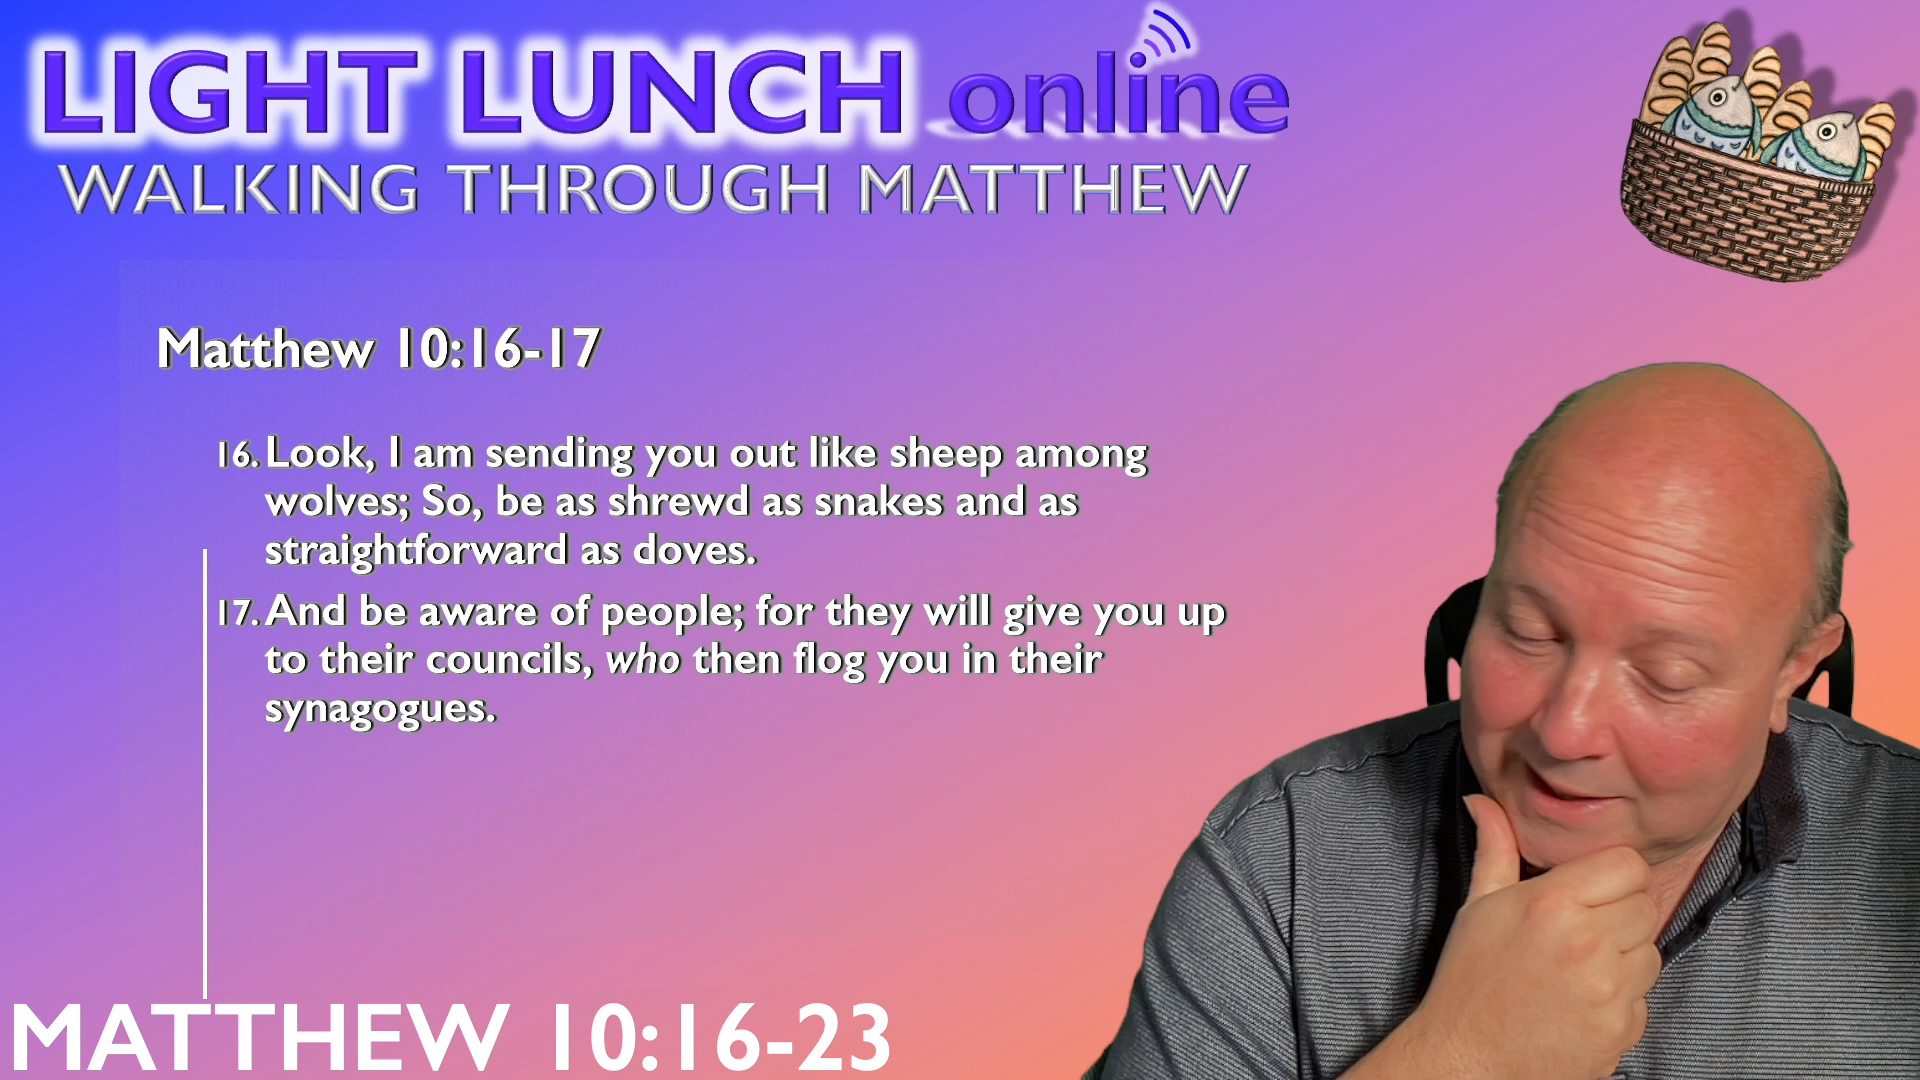 LIGHT LUNCH online
WALKING THROUGH MATTHEW
Matthew 10:16-17
16. Look, I am sending you out like sheep among
wolves; So, be as shrewd as snakes and as
straightforward as doves.
17. And be aware of people; for they will give you up
to their councils, who then flog you in their
synagogues.
MATTHEW 10:16-23